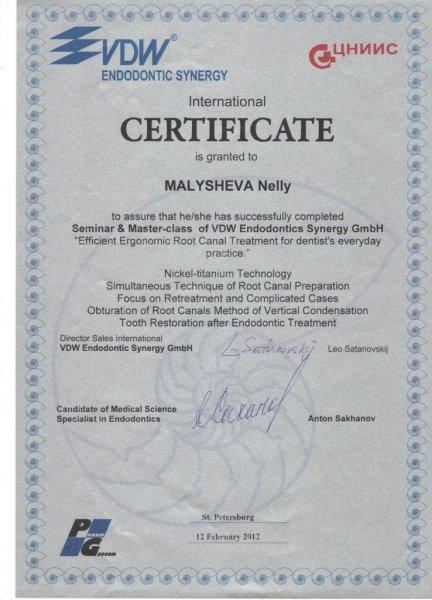 VDW®
ENDODONTIC SYNERGY
ЦНИИС
International
CERTIFICATE
is granted to
MALYSHEVA Nelly
to assure that he/she has successfully completed
Seminar & Master-class of VDW Endodontics Synergy GmbH
“Efficient Ergonomic Root Canal Treatment for dentist's everyday
practice.”
Nickel-titanium Technology
Simultaneous Technique of Root Canal Preparation
Focus on Retreatment and Complicated Cases
Obturation of Root Canals Method of Vertical Condensation
Tooth Restoration after Endodontic Treatment
Director Sales International
VDW Endodontic Synergy GmbH
L. Satanovskij
Leo Satanovskij
Candidate of Medical Science
Specialist in Endodontics
Anton Sakhanov
St. Petersburg
12 February 2012